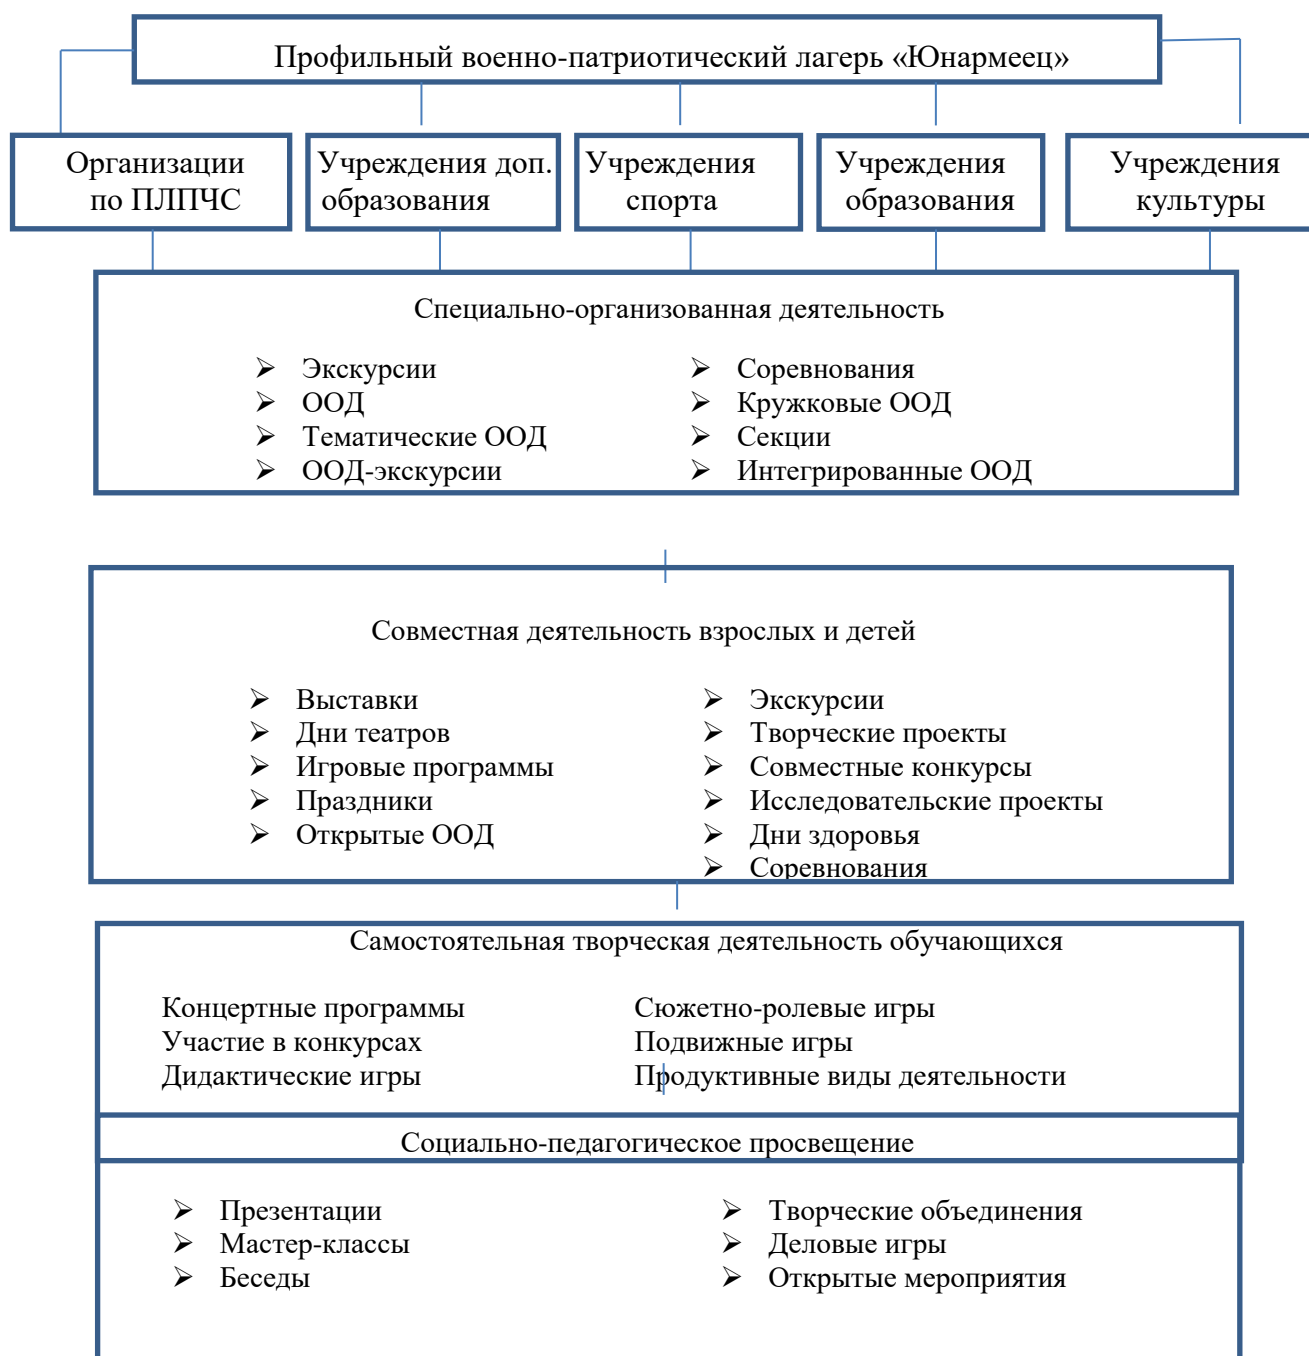 Профильный военно-патриотический лагерь «Юнармеец»
Организации
по ПЛПЧС
Учреждения доп.
образования
Учреждения
спорта
Учреждения
образования
Учреждения
культуры
Специально-организованная деятельность
Экскурсии
ООД
Тематические ООД
ООД-экскурсии
Соревнования
Кружковые ООД
Секции
Интегрированные ООД
Совместная деятельность взрослых и детей
Выставки
Дни театров
Игровые программы
Праздники
Открытые ООД
Экскурсии
Творческие проекты
Совместные конкурсы
Исследовательские проекты
Дни здоровья
Соревнования
Самостоятельная творческая деятельность обучающихся
Концертные программы
Участие в конкурсах
Дидактические игры
Сюжетно-ролевые игры
Подвижные игры
Продуктивные виды деятельности
Социально-педагогическое просвещение
Презентации
Мастер-классы
Беседы
Творческие объединения
Деловые игры
Открытые мероприятия